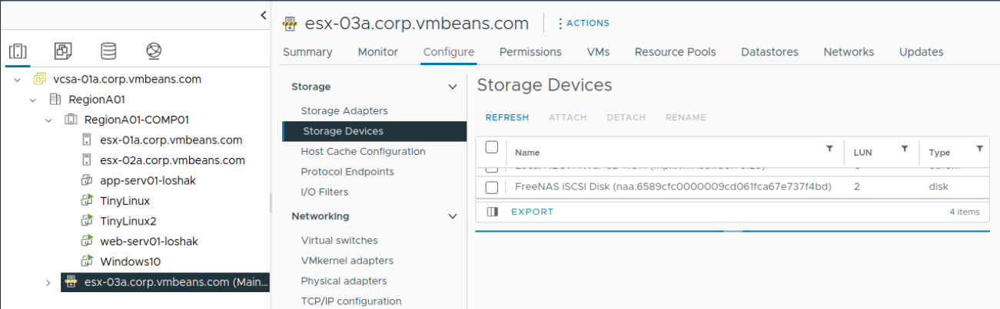 esx-03a.corp.vmbeans.com
ACTIONS
Summary Monitor Configure Permissions VMs Resource Pools Datastores Networks Updates
vcsa-01a.corp.vmbeans.com
RegionA01
RegionA01-COMP01
esx-01a.corp.vmbeans.com
esx-02a.corp.vmbeans.com
app-serv01-loshak
TinyLinux
TinyLinux2
web-serv01-loshak
Windows10
esx-03a.corp.vmbeans.com (Main...
Storage
Storage Adapters
Storage Devices
Host Cache Configuration
Protocol Endpoints
I/O Filters
Networking
Virtual switches
VMkernel adapters
Physical adapters
TCP/IP configuration
Storage Devices
REFRESH ATTACH DETACH RENAME
Name LUN Type
FreeNAS iSCSI Disk (naa.6589cfc0000009cd061fca67e737f4bd) 2 disk
EXPORT 4 items